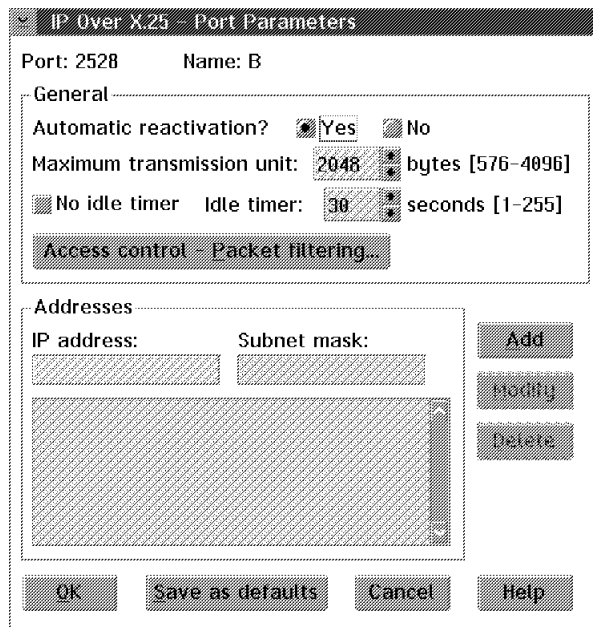 IP Over X.25 - Port Parameters
Port: 2528 Name: B
General
Automatic reactivation? Yes No
Maximum transmission unit: 2048 bytes [576-4096]
No idle timer Idle timer: 30 seconds [1-255]
Access control - Packet filtering...
Addresses
IP address: Subnet mask: Add
Modify
Delete
OK Save as defaults Cancel Help